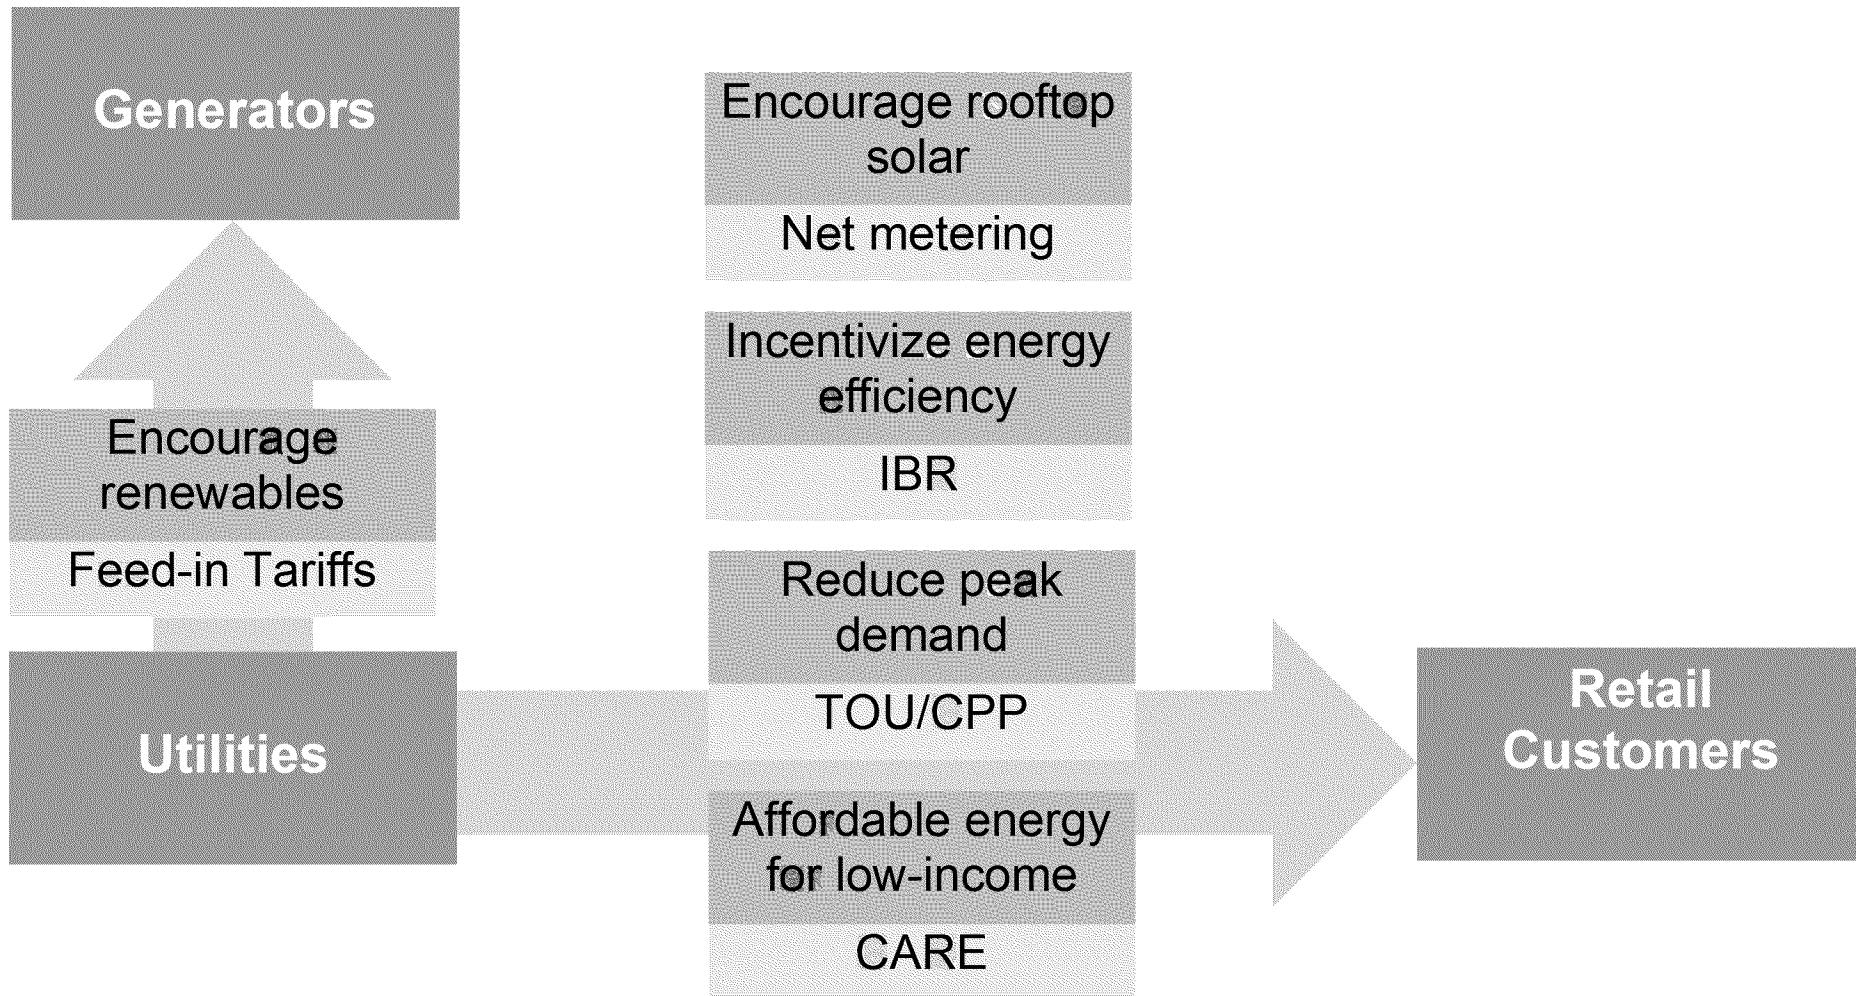 Generators
Encourage rooftop
solar
Net metering
Incentivize energy
efficiency
IBR
Encourage
renewables
Feed-in Tariffs
Reduce peak
demand
TOU/CPP
Utilities
Retail
Customers
Affordable energy
for low-income
CARE